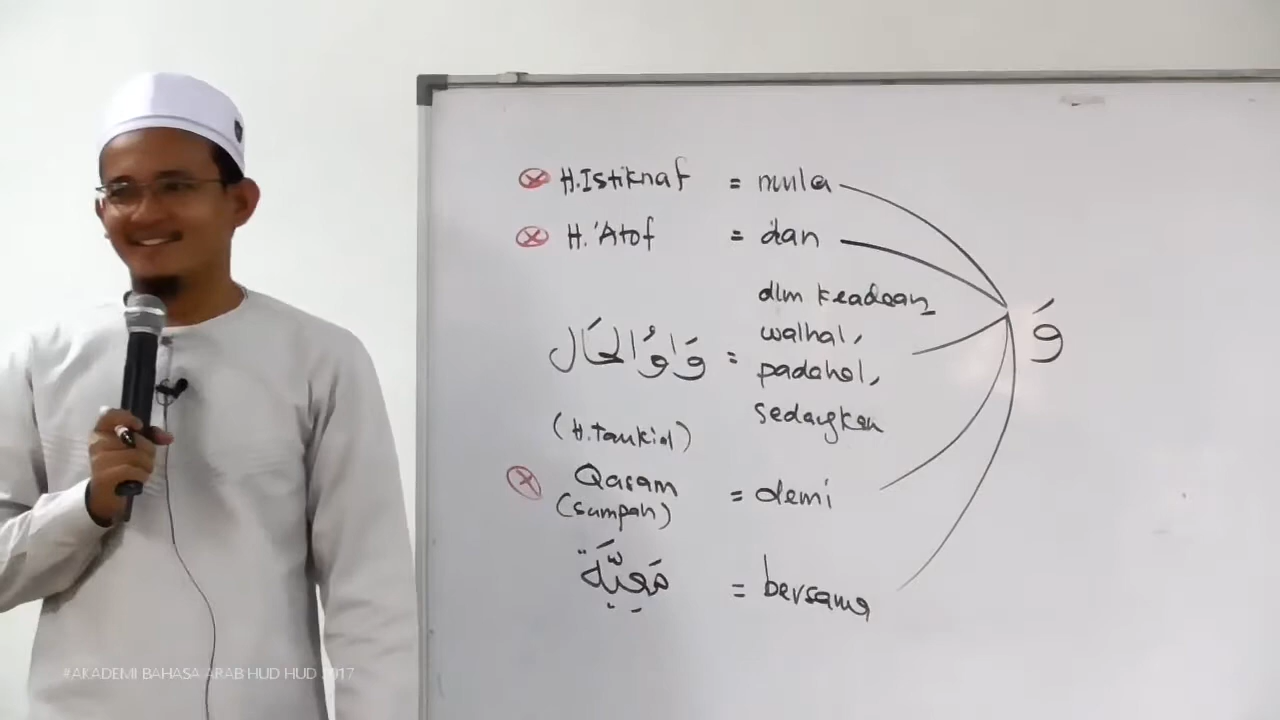 H.Istiknaf = mula
H.'Atof = dan
dlm keadaan
walhal,
وَاوُالحَال =
padahal,
sedangkan
وَ
(H.taukid)
Qasam = demi
(sumpah)
مَعِيَّة = bersama
#AKADEMI BAHASA ARAB HUD HUD 2017